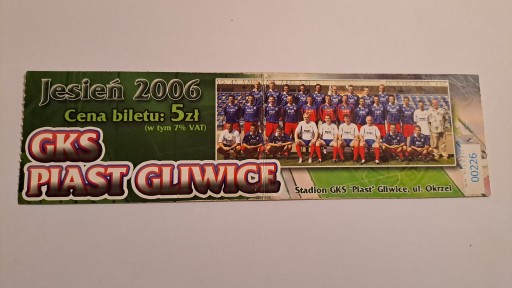 Jesień 2006
Cena biletu: 5zł
(w tym 7% VAT)
GKS
PIAST GLIWICE
Stadion GKS "Piast" Gliwice, ul. Okrzei
00226